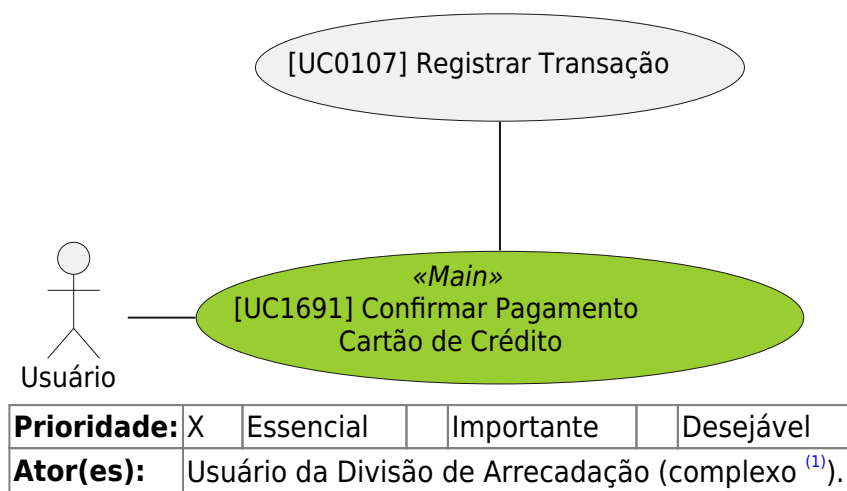 [UC0107] Registrar Transação
«Main»
[UC1691] Confirmar Pagamento
Cartão de Crédito
Usuário
Prioridade: X Essencial Importante Desejável
Ator(es): Usuário da Divisão de Arrecadação (complexo (1)).